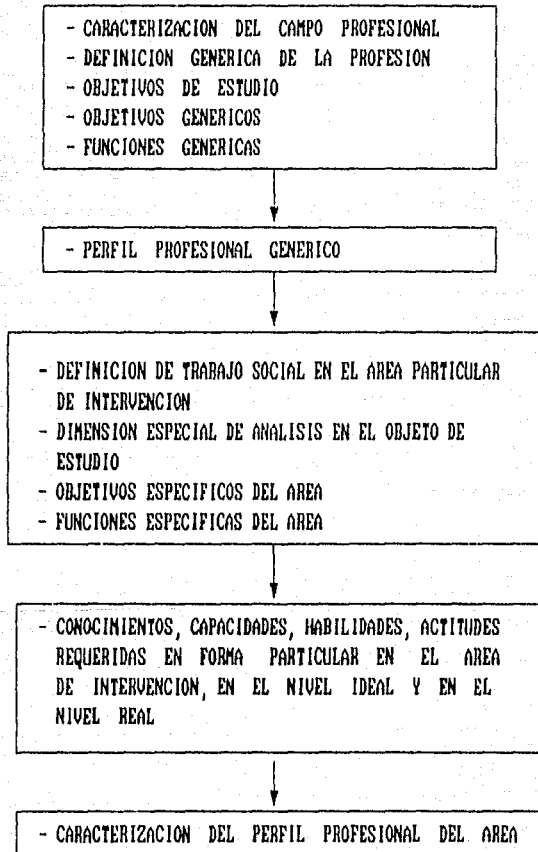 - CARACTERIZACION DEL CAMPO PROFESIONAL
- DEFINICION GENERICA DE LA PROFESION
- OBJETIVOS DE ESTUDIO
- OBJETIVOS GENERICOS
- FUNCIONES GENERICAS
- PERFIL PROFESIONAL GENERICO
- DEFINICION DE TRABAJO SOCIAL EN EL AREA PARTICULAR
DE INTERVENCION
- DIMENSION ESPECIAL DE ANALISIS EN EL OBJETO DE
ESTUDIO
- OBJETIVOS ESPECIFICOS DEL AREA
- FUNCIONES ESPECIFICAS DEL AREA
- CONOCIMIENTOS, CAPACIDADES, HABILIDADES, ACTITUDES
REQUERIDAS EN FORMA PARTICULAR EN EL AREA
DE INTERVENCION, EN EL NIVEL IDEAL Y EN EL
NIVEL REAL
- CARACTERIZACION DEL PERFIL PROFESIONAL DEL AREA